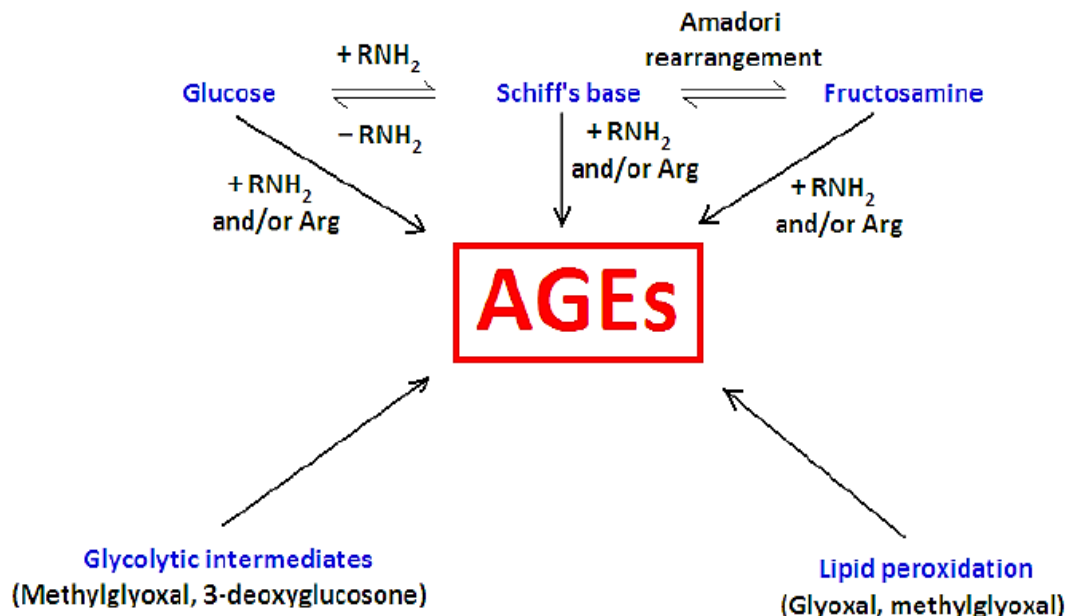 Amadori
rearrangement
+ RNH₂
Glucose
Schiff's base
Fructosamine
– RNH₂
+ RNH₂
and/or Arg
+ RNH₂
and/or Arg
+ RNH₂
and/or Arg
AGEs
Glycolytic intermediates
(Methylglyoxal, 3-deoxyglucosone)
Lipid peroxidation
(Glyoxal, methylglyoxal)